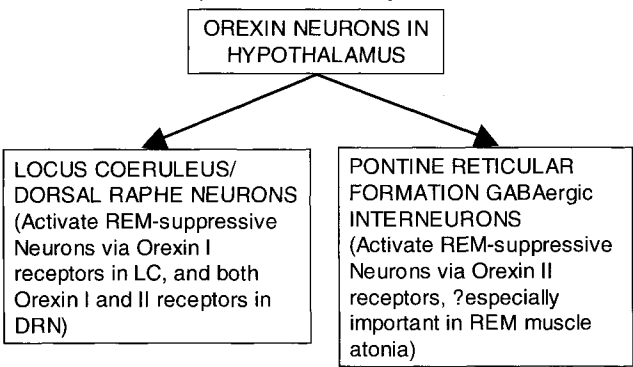 OREXIN NEURONS IN
HYPOTHALAMUS
LOCUS COERULEUS/
DORSAL RAPHE NEURONS
(Activate REM-suppressive
Neurons via Orexin I
receptors in LC, and both
Orexin I and II receptors in
DRN)
PONTINE RETICULAR
FORMATION GABAergic
INTERNEURONS
(Activate REM-suppressive
Neurons via Orexin II
receptors, ?especially
important in REM muscle
atonia)